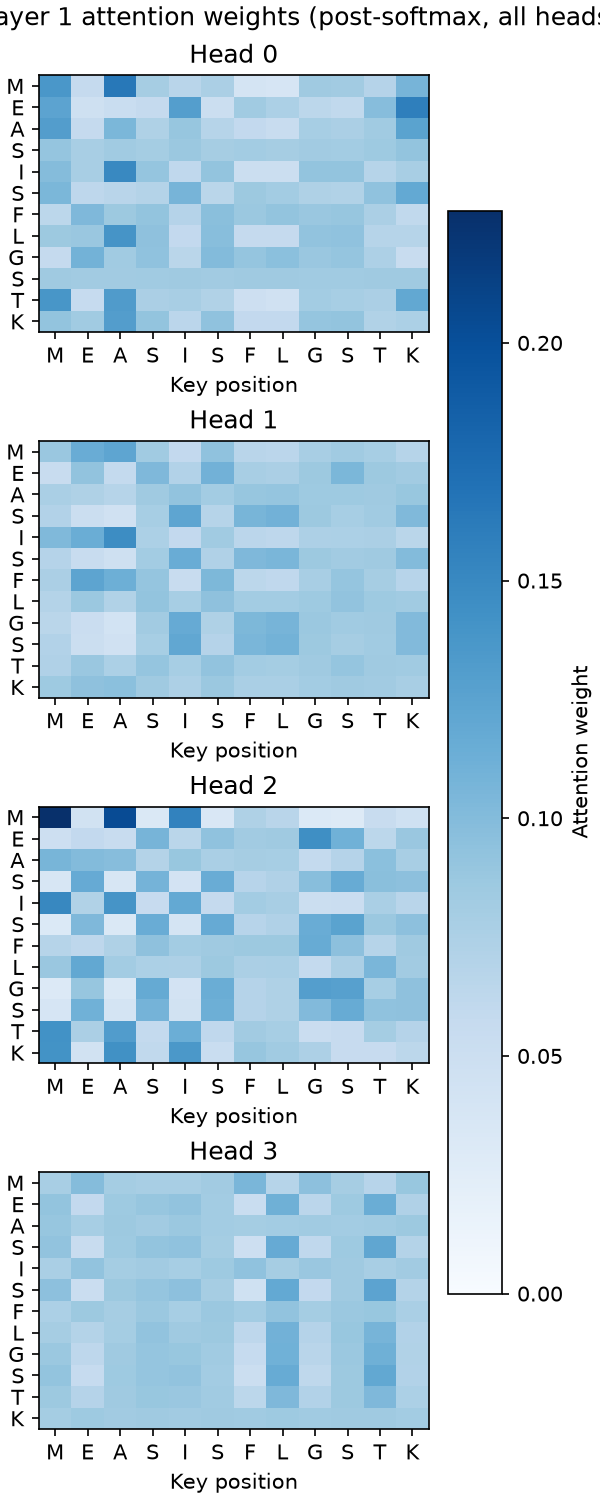 ayer 1 attention weights (post-softmax, all heads
Head 0
M
E
A
S
I
S
F
L
G
S
T
K
M E A S I S F L G S T K
Key position
Head 1
M
E
A
S
I
S
F
L
G
S
T
K
M E A S I S F L G S T K
Key position
Head 2
M
E
A
S
I
S
F
L
G
S
T
K
M E A S I S F L G S T K
Key position
Head 3
M
E
A
S
I
S
F
L
G
S
T
K
M E A S I S F L G S T K
Key position
0.20
0.15
0.10
0.05
0.00
Attention weight